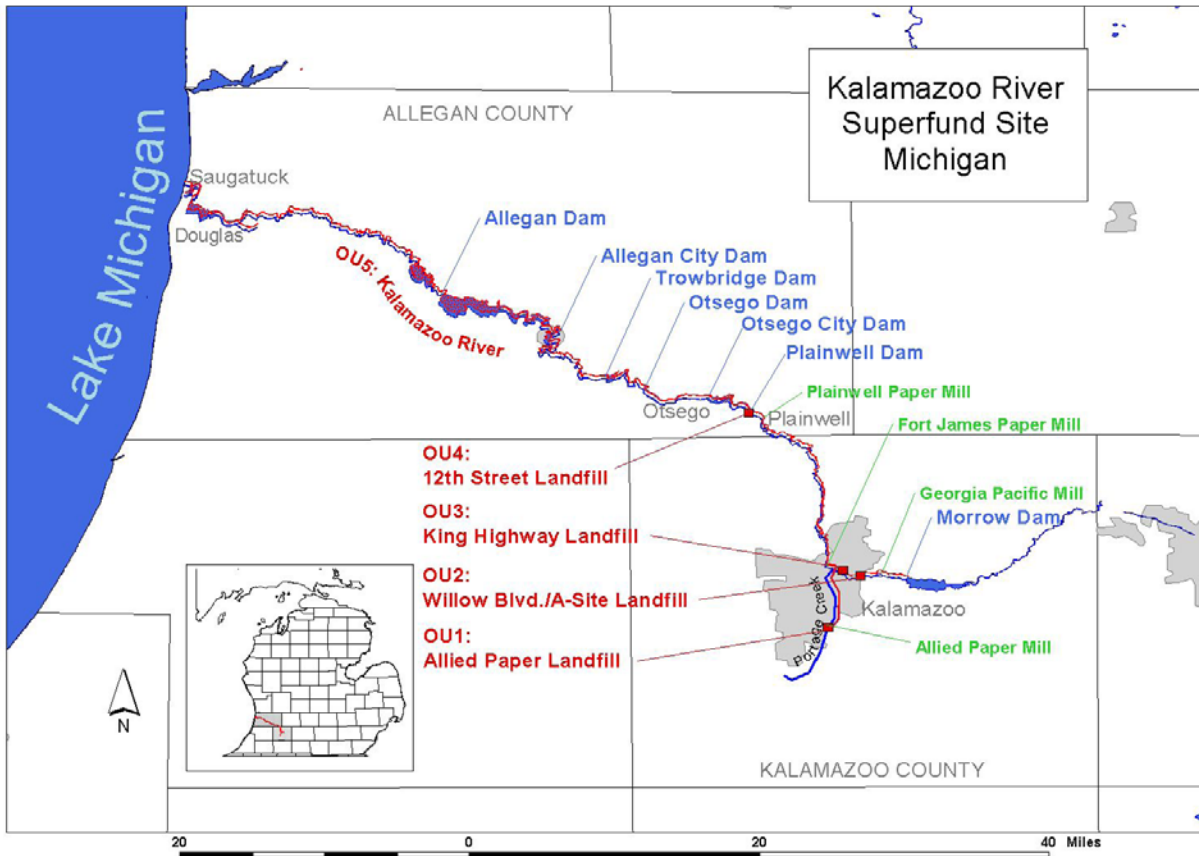 Kalamazoo River
Superfund Site
Michigan
ALLEGAN COUNTY
Lake Michigan
Saugatuck
Douglas
Allegan Dam
Allegan City Dam
Trowbridge Dam
Otsego Dam
Otsego City Dam
Plainwell Dam
OU5: Kalamazoo River
Plainwell Paper Mill
Otsego
Plainwell
Fort James Paper Mill
OU4:
12th Street Landfill
Georgia Pacific Mill
OU3:
King Highway Landfill
Morrow Dam
OU2:
Willow Blvd./A-Site Landfill
Portage Creek
Kalamazoo
OU1:
Allied Paper Landfill
Allied Paper Mill
N
KALAMAZOO COUNTY
20 0 20 40 Miles